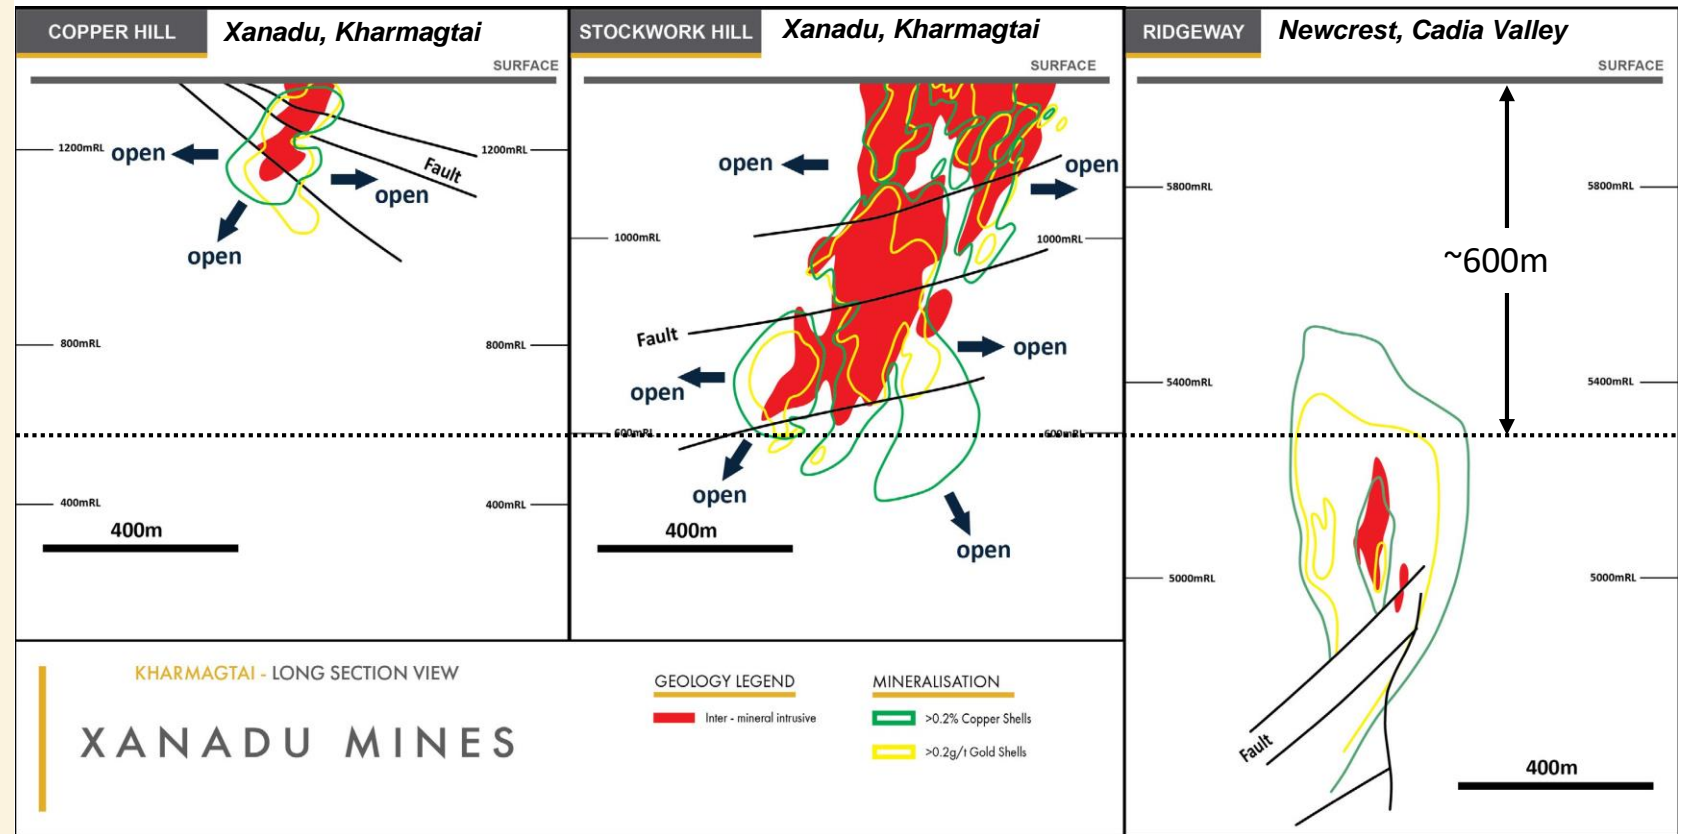 COPPER HILL
Xanadu, Kharmagtai
SURFACE
1200mRL
1200mRL
open
Fault
open
open
800mRL
800mRL
400mRL
400mRL
400m
STOCKWORK HILL
Xanadu, Kharmagtai
SURFACE
open
open
1000mRL
1000mRL
Fault
open
open
600mRL
600mRL
open
open
400m
RIDGEWAY
Newcrest, Cadia Valley
SURFACE
5800mRL
5800mRL
~600m
5400mRL
5400mRL
5000mRL
5000mRL
Fault
400m
KHARMAGTAI - LONG SECTION VIEW
XANADU MINES
GEOLOGY LEGEND
Inter - mineral intrusive
MINERALISATION
>0.2% Copper Shells
>0.2g/t Gold Shells